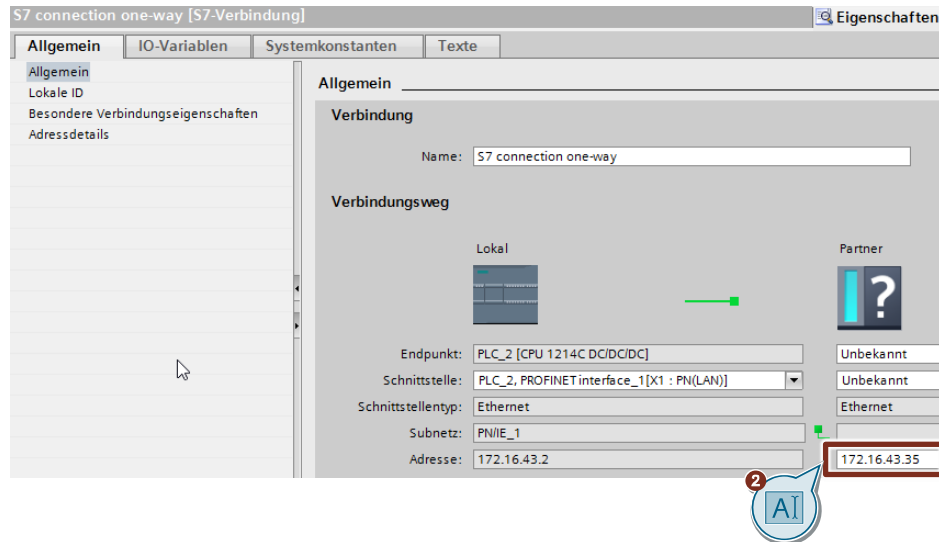 S7 connection one-way [S7-Verbindung]
Eigenschaften
Allgemein IO-Variablen Systemkonstanten Texte
Allgemein
Lokale ID
Besondere Verbindungseigenschaften
Adressdetails
Allgemein
Verbindung
Name: S7 connection one-way
Verbindungsweg
Lokal Partner
?
Endpunkt: PLC_2 [CPU 1214C DC/DC/DC] Unbekannt
Schnittstelle: PLC_2, PROFINET interface_1[X1 : PN(LAN)] Unbekannt
Schnittstellentyp: Ethernet Ethernet
Subnetz: PN/IE_1
Adresse: 172.16.43.2 172.16.43.35
2
A